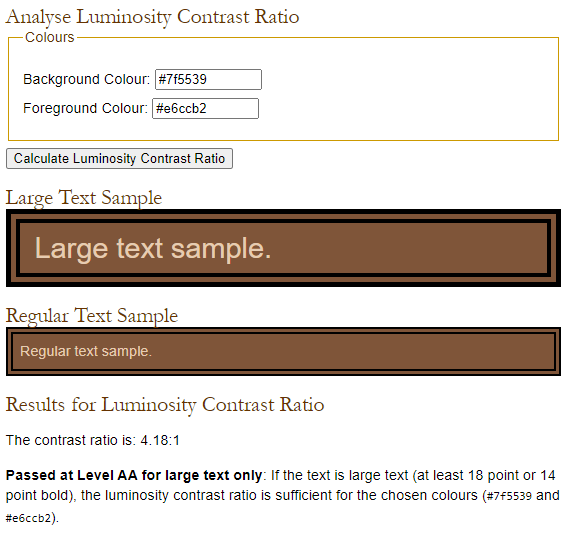 Analyse Luminosity Contrast Ratio
Colours
Background Colour: #7f5539
Foreground Colour: #e6ccb2
Calculate Luminosity Contrast Ratio
Large Text Sample
Large text sample.
Regular Text Sample
Regular text sample.
Results for Luminosity Contrast Ratio
The contrast ratio is: 4.18:1
Passed at Level AA for large text only: If the text is large text (at least 18 point or 14
point bold), the luminosity contrast ratio is sufficient for the chosen colours (#7f5539 and
#e6ccb2).